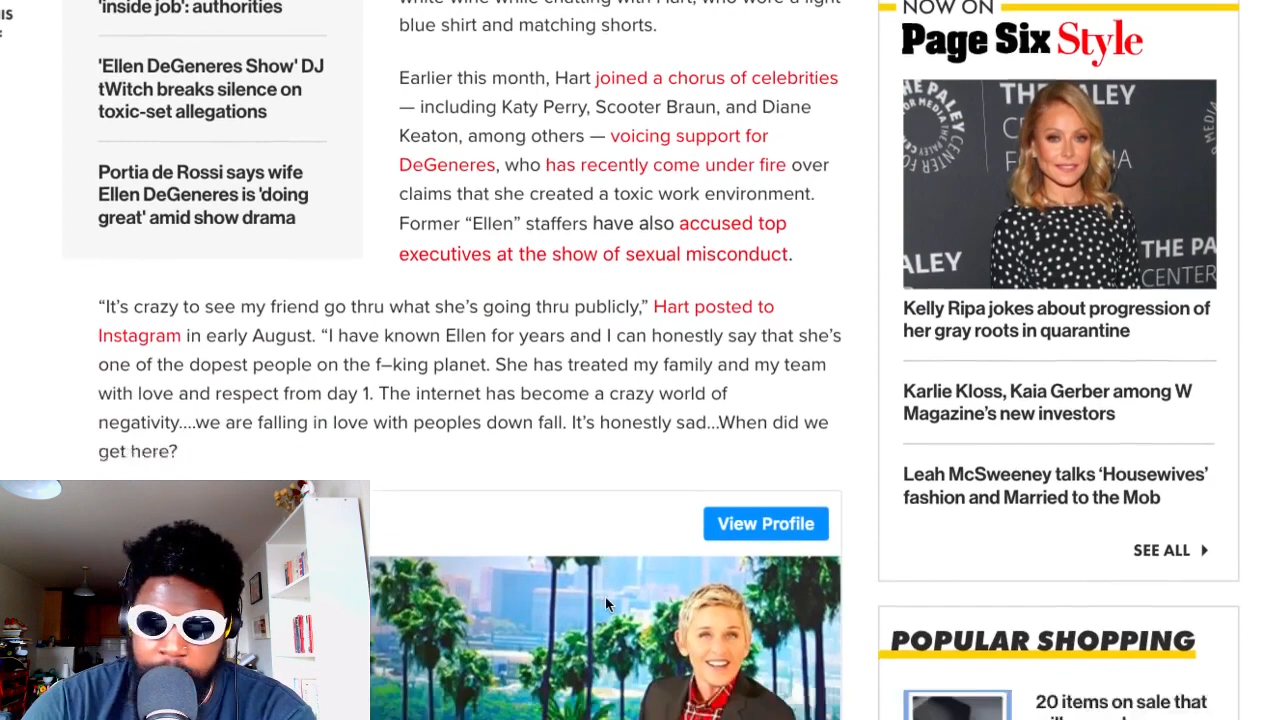 IS
'inside job': authorities
'Ellen DeGeneres Show' DJ
tWitch breaks silence on
toxic-set allegations
Portia de Rossi says wife
Ellen DeGeneres is 'doing
great' amid show drama
white wine while chatting with Hart, who wore a light
blue shirt and matching shorts.
Earlier this month, Hart joined a chorus of celebrities
— including Katy Perry, Scooter Braun, and Diane
Keaton, among others — voicing support for
DeGeneres, who has recently come under fire over
claims that she created a toxic work environment.
Former “Ellen” staffers have also accused top
executives at the show of sexual misconduct.
“It’s crazy to see my friend go thru what she’s going thru publicly,” Hart posted to
Instagram in early August. “I have known Ellen for years and I can honestly say that she’s
one of the dopest people on the f–king planet. She has treated my family and my team
with love and respect from day 1. The internet has become a crazy world of
negativity....we are falling in love with peoples down fall. It’s honestly sad...When did we
get here?
View Profile
NOW ON
Page Six Style
THE PALEY
THE PA
CENTER
ALEY
Kelly Ripa jokes about progression of
her gray roots in quarantine
Karlie Kloss, Kaia Gerber among W
Magazine’s new investors
Leah McSweeney talks ‘Housewives’
fashion and Married to the Mob
SEE ALL
POPULAR SHOPPING
20 items on sale that